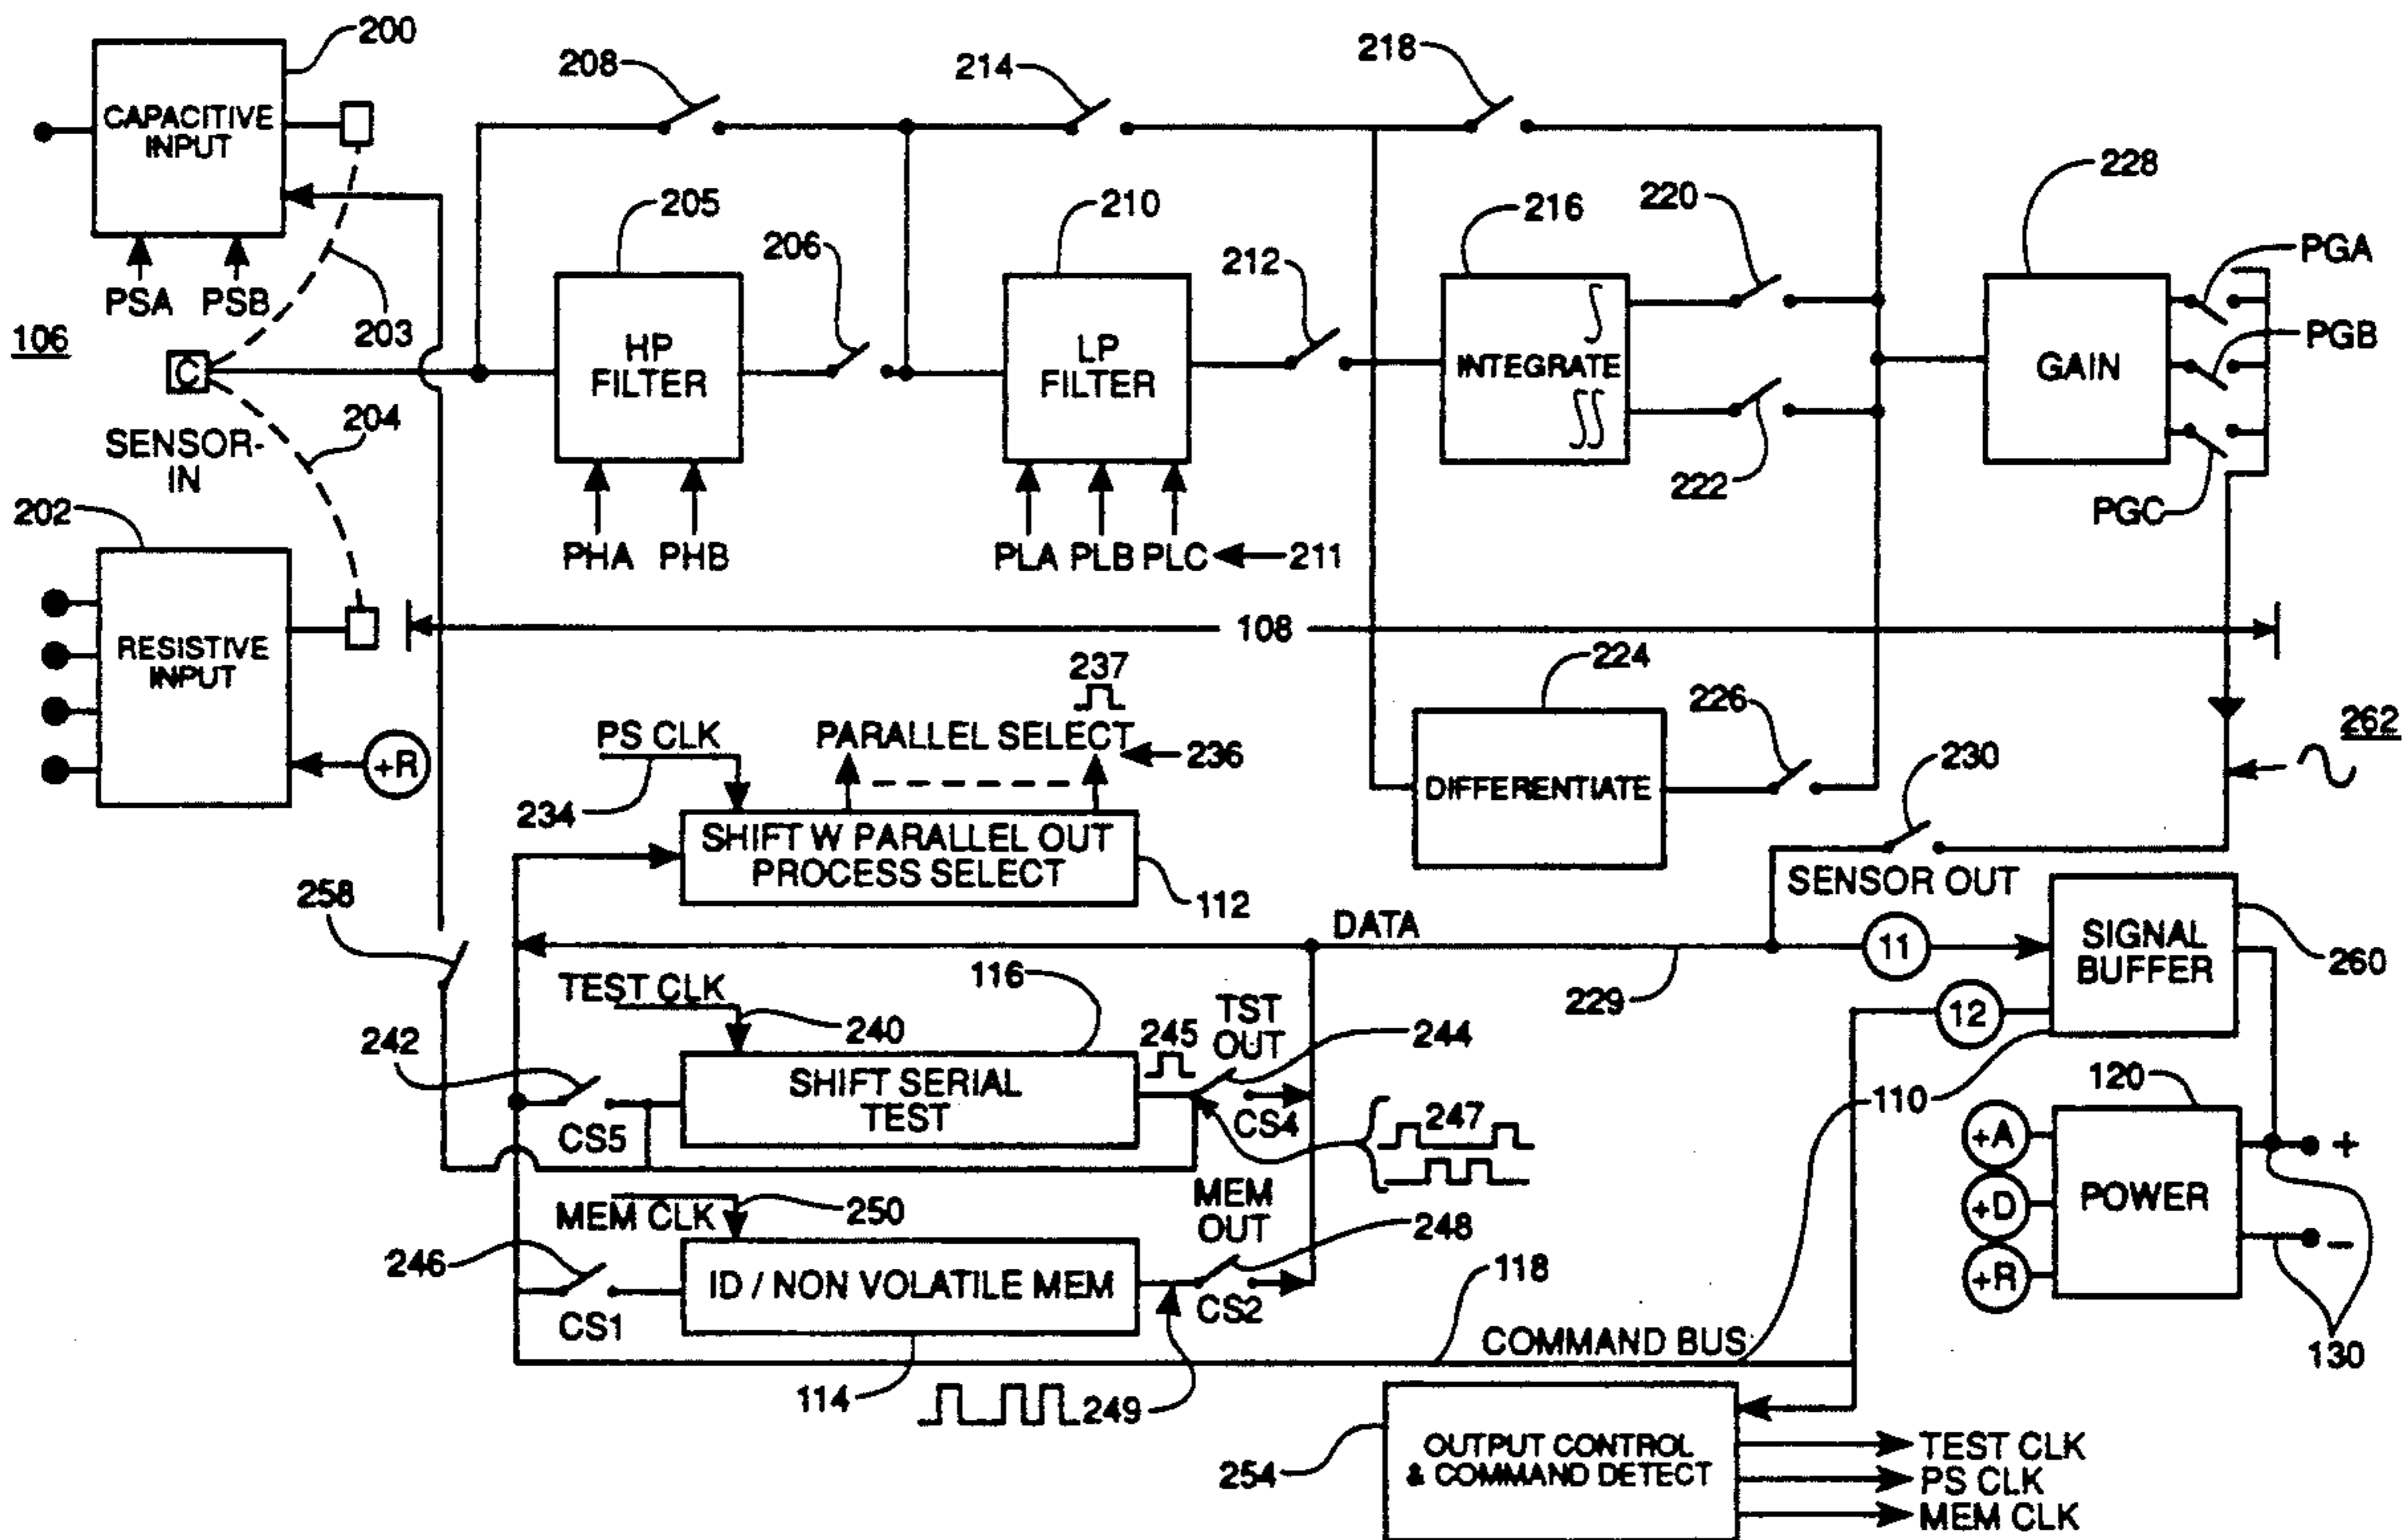 200
CAPACITIVE
INPUT
PSA PSB
203
106
C
SENSOR-
IN
204
202
RESISTIVE
INPUT
+R
208
214
218
205
206
HP
FILTER
PHA PHB
210
212
LP
FILTER
PLA PLB PLC
211
216
INTEGRATE
∫
∫∫
220
222
228
GAIN
PGA
PGB
PGC
108
224
DIFFERENTIATE
226
262
230
SENSOR OUT
237
PS CLK
PARALLEL SELECT
236
234
SHIFT W PARALLEL OUT
PROCESS SELECT
112
258
DATA
229
11
12
SIGNAL
BUFFER
260
TEST CLK
240
116
245
TST
OUT
244
242
CS5
SHIFT SERIAL
TEST
CS4
247
110
120
+A
+D
+R
POWER
+
−
130
MEM CLK
250
MEM
OUT
248
246
CS1
ID / NON VOLATILE MEM
CS2
118
COMMAND BUS
114
249
254
OUTPUT CONTROL
& COMMAND DETECT
TEST CLK
PS CLK
MEM CLK